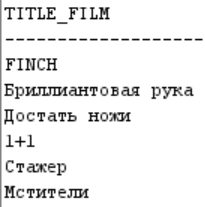 TITLE_FILM
--------------------
FINCH
Бриллиантовая рука
Достать ножи
1+1
Стажер
Мстители